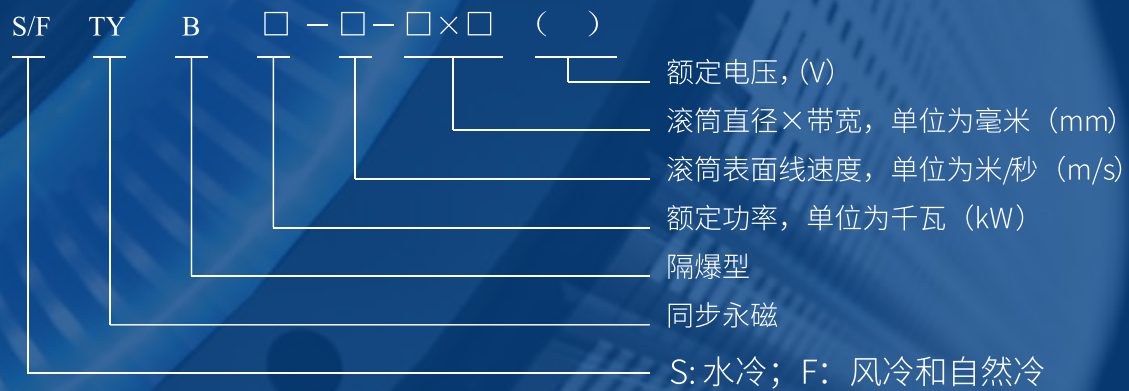 S/F TY B □-□-□×□ （ ）
额定电压，(V)
滚筒直径×带宽，单位为毫米（mm）
滚筒表面线速度，单位为米/秒（m/s）
额定功率，单位为千瓦（kW）
隔爆型
同步永磁
S: 水冷；F：风冷和自然冷